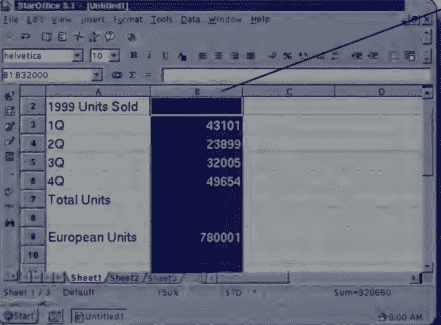 StarOffice 5.1 - [Untitled1]
File Edit View Insert Format Tools Data Window Help
helvetica 10 B i U A
B1:B32000 Σ =
A B C D
2 1999 Units Sold
3 1Q 43101
4 2Q 23899
5 3Q 32005
6 4Q 49654
7 Total Units
8
9 European Units 780001
10
Sheet1 Sheet2 Sheet3
Sheet 1 / 3 Default 150% STD * Sum=928660
Start Untitled1 9:00 AM